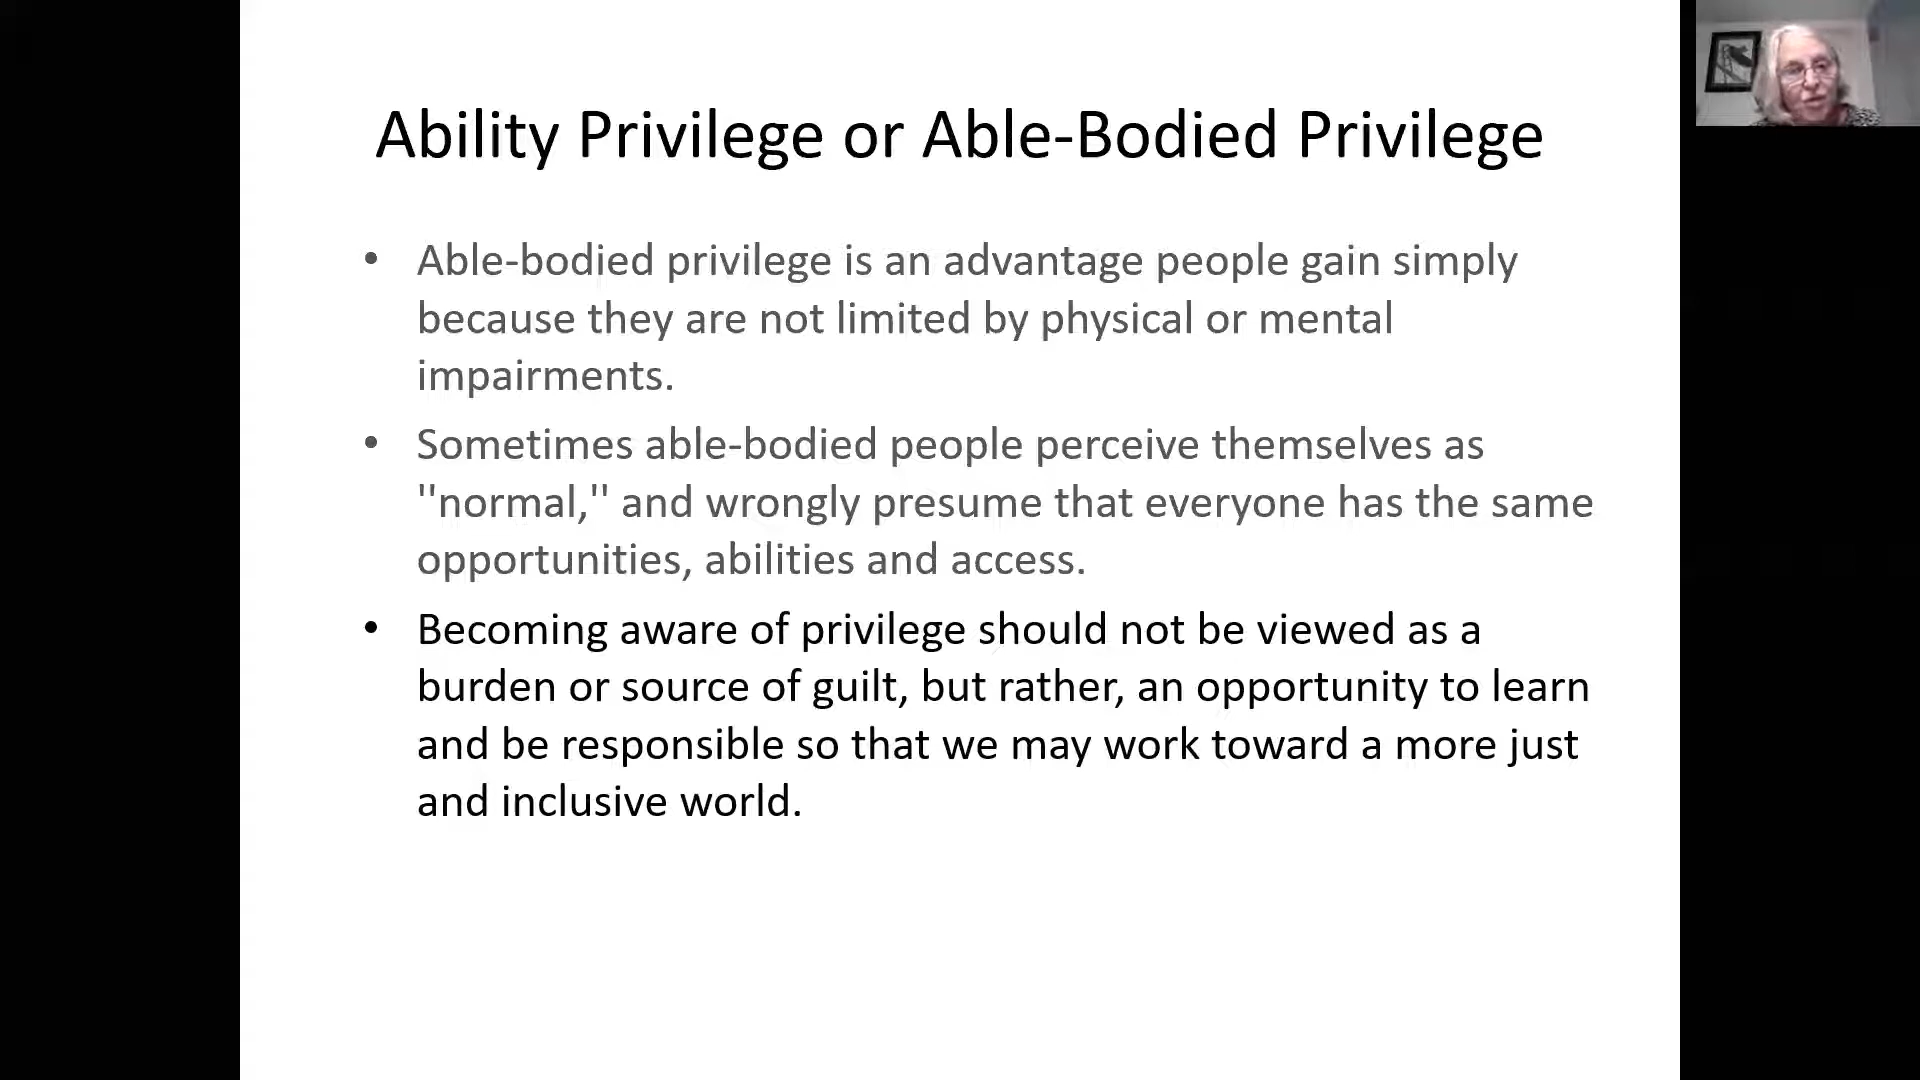 Ability Privilege or Able-Bodied Privilege
• Able-bodied privilege is an advantage people gain simply
because they are not limited by physical or mental
impairments.
• Sometimes able-bodied people perceive themselves as
"normal," and wrongly presume that everyone has the same
opportunities, abilities and access.
• Becoming aware of privilege should not be viewed as a
burden or source of guilt, but rather, an opportunity to learn
and be responsible so that we may work toward a more just
and inclusive world.